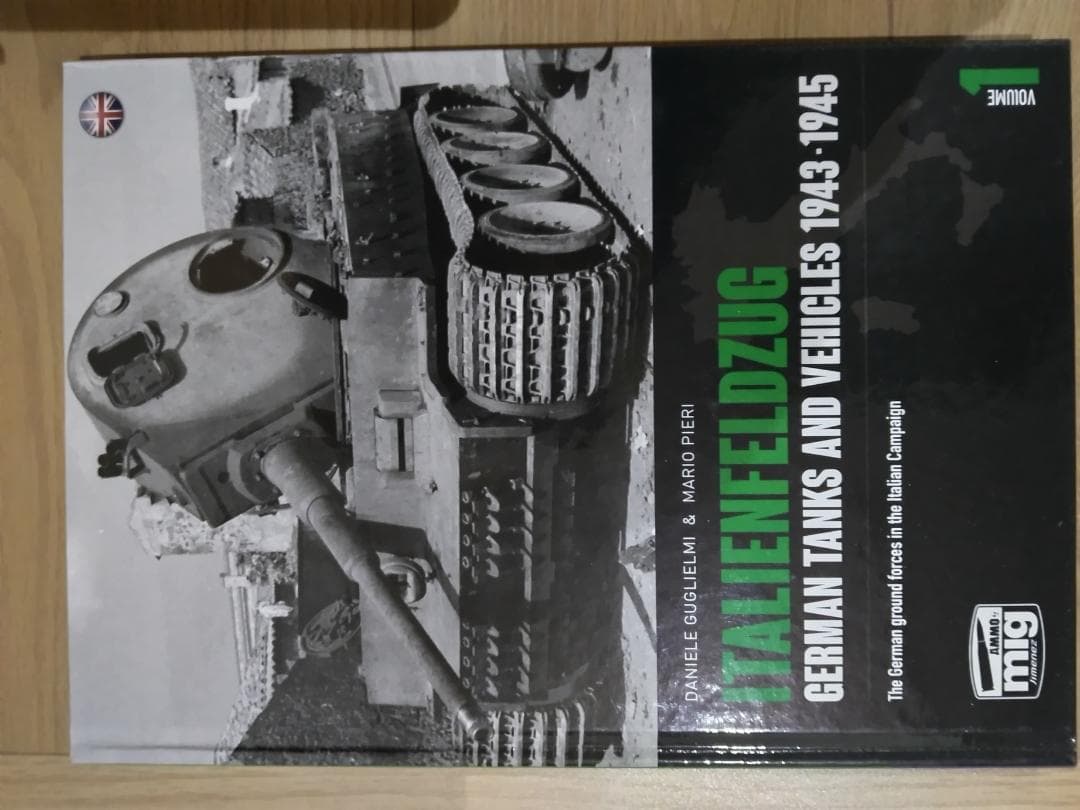 DANIELE GUGLIELMI & MARIO PIERI
ITALIENFELDZUG
GERMAN TANKS AND VEHICLES 1943-1945
The German ground forces in the Italian Campaign
VOLUME 1
AMMO
mig
Jimenez